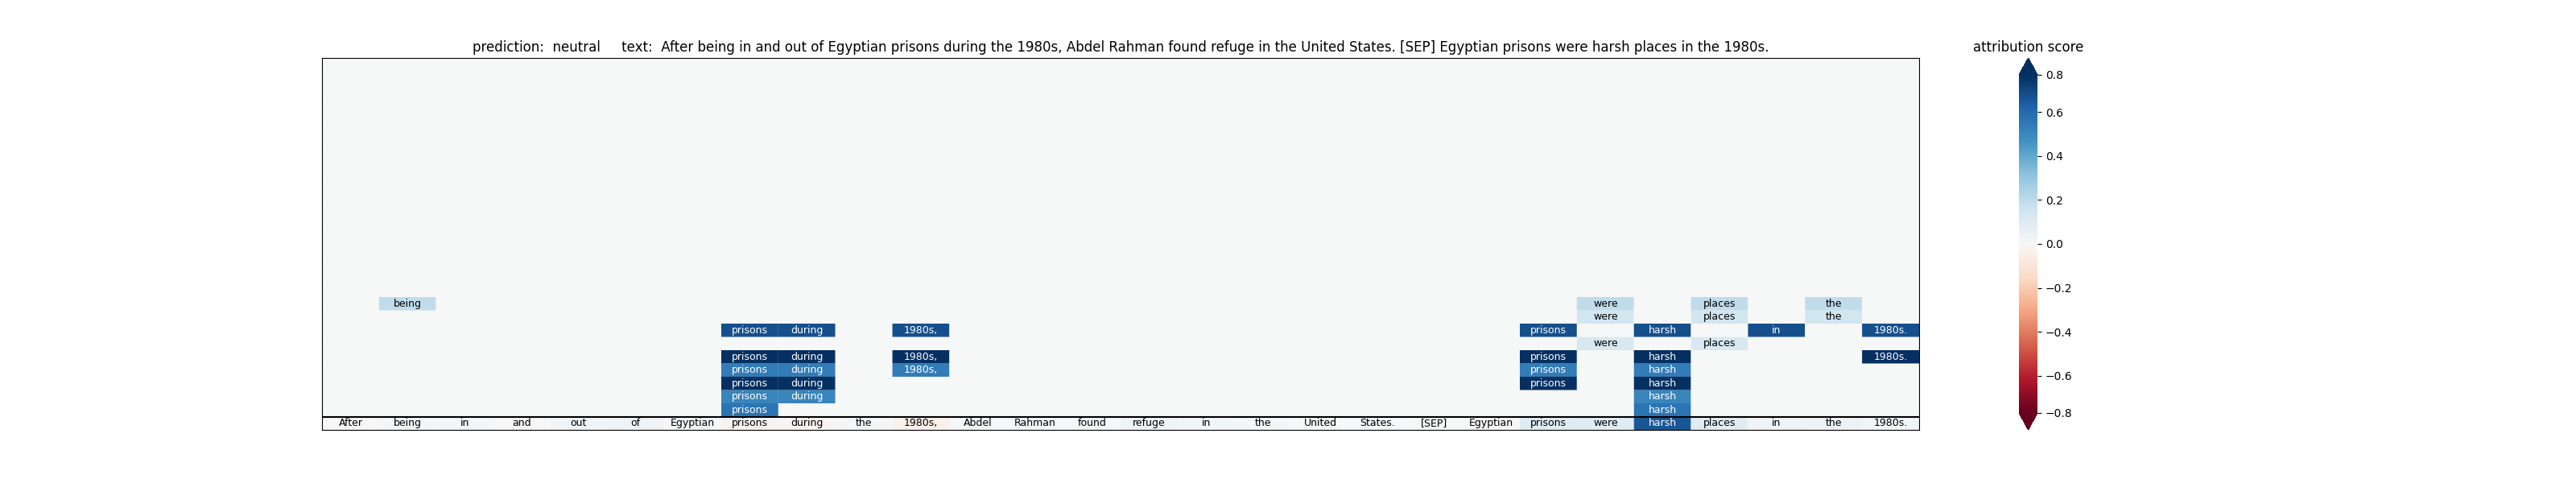 prediction: neutral text: After being in and out of Egyptian prisons during the 1980s, Abdel Rahman found refuge in the United States. [SEP] Egyptian prisons were harsh places in the 1980s.
attribution score
0.8
0.6
0.4
0.2
0.0
−0.2
−0.4
−0.6
−0.8
being were places the
were places the
prisons during 1980s, prisons harsh in 1980s.
were places
prisons during 1980s, prisons harsh 1980s.
prisons during 1980s, prisons harsh
prisons during prisons harsh
prisons during harsh
prisons harsh
After being in and out of Egyptian prisons during the 1980s, Abdel Rahman found refuge in the United States. [SEP] Egyptian prisons were harsh places in the 1980s.